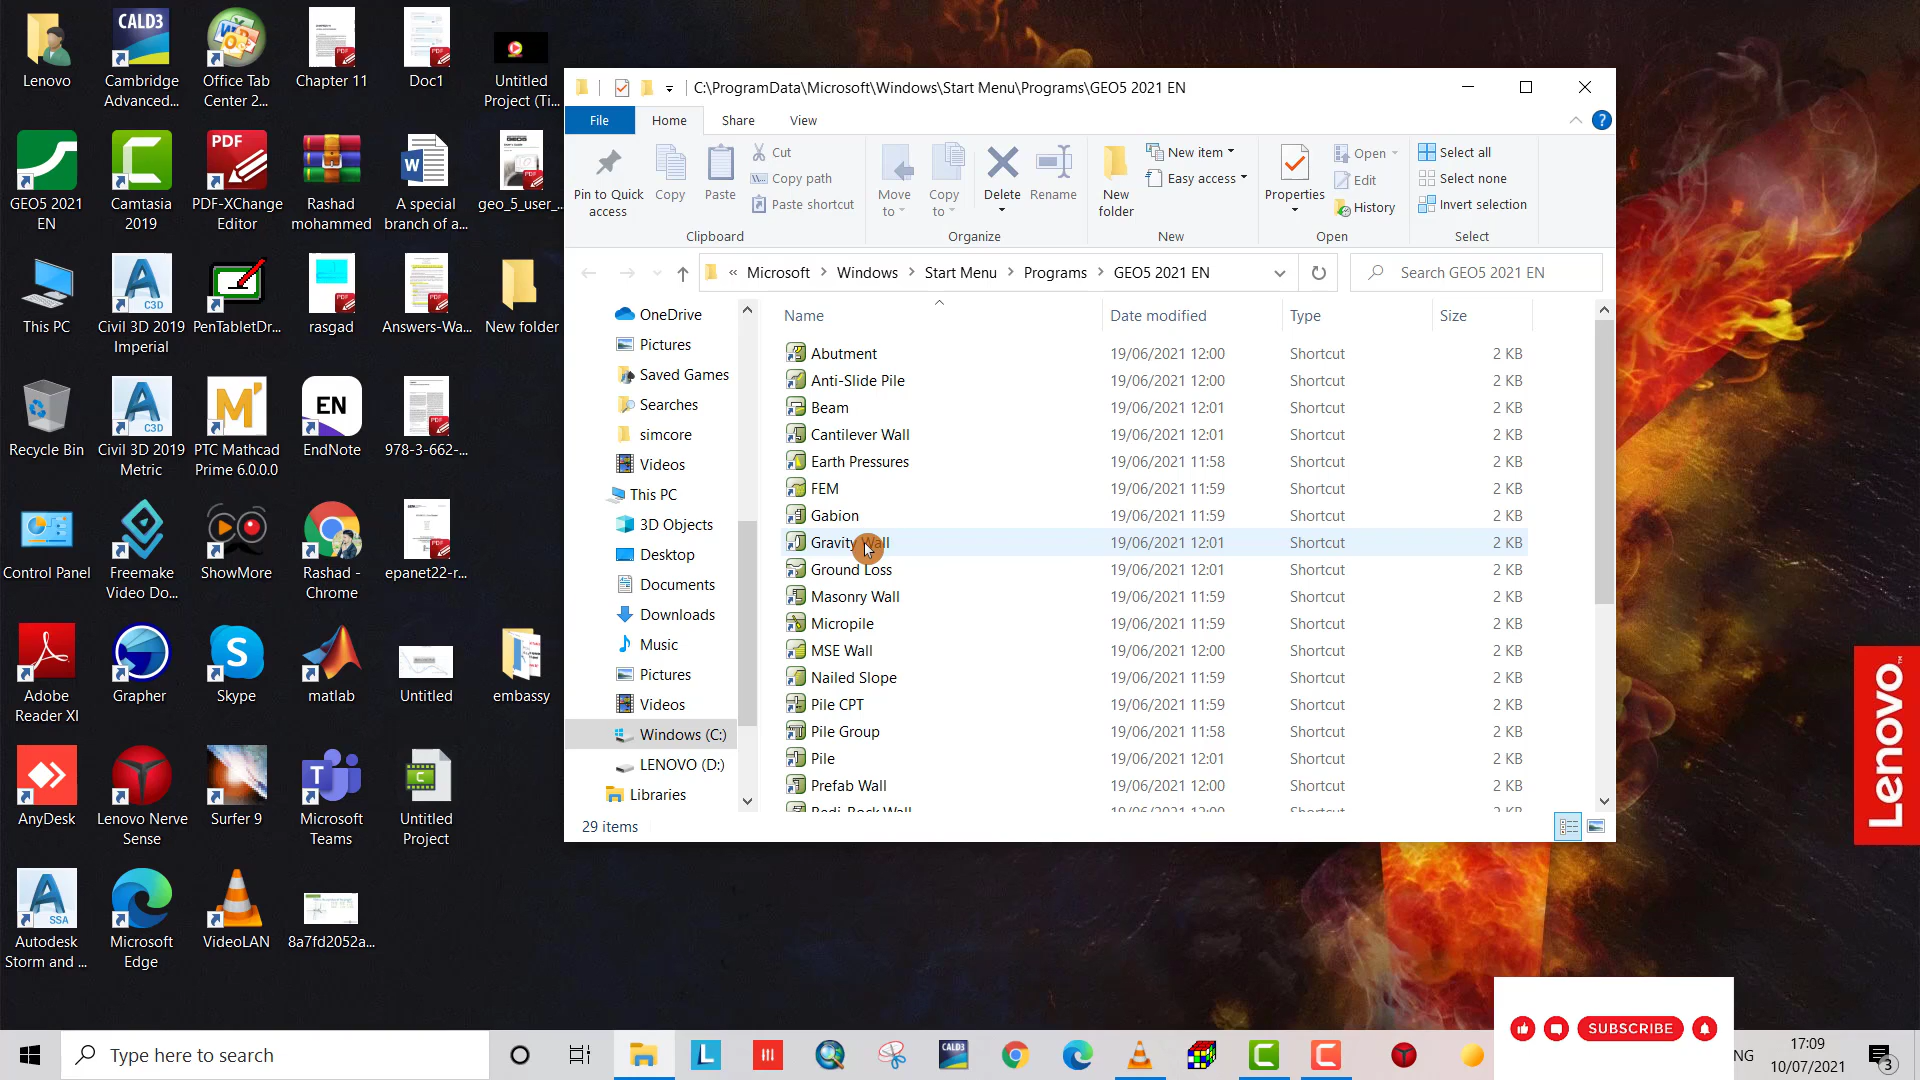 Lenovo
Cambridge
Advanced...
Office Tab
Center 2...
Chapter 11
Doc1
Untitled
Project (Ti...
GEO5 2021
EN
Camtasia
2019
PDF-XChange
Editor
Rashad
mohammed
A special
branch of a...
geo_5_user_...
This PC
Civil 3D 2019
Imperial
PenTabletDr...
rasgad
Answers-Wa...
New folder
Recycle Bin
Civil 3D 2019
Metric
PTC Mathcad
Prime 6.0.0.0
EndNote
978-3-662-...
Control Panel
Freemake
Video Do...
ShowMore
Rashad -
Chrome
epanet22-r...
Adobe
Reader XI
Grapher
Skype
matlab
Untitled
embassy
AnyDesk
Lenovo Nerve
Sense
Surfer 9
Microsoft
Teams
Untitled
Project
Autodesk
Storm and ...
Microsoft
Edge
VideoLAN
8a7fd2052a...
C:\ProgramData\Microsoft\Windows\Start Menu\Programs\GEO5 2021 EN
File Home Share View
Pin to Quick
access
Copy
Paste
Cut
Copy path
Paste shortcut
Clipboard
Move
to
Copy
to
Delete
Rename
Organize
New
folder
New item
Easy access
New
Properties
Open
Edit
History
Open
Select all
Select none
Invert selection
Select
« Microsoft > Windows > Start Menu > Programs > GEO5 2021 EN
Search GEO5 2021 EN
OneDrive
Pictures
Saved Games
Searches
simcore
Videos
This PC
3D Objects
Desktop
Documents
Downloads
Music
Pictures
Videos
Windows (C:)
LENOVO (D:)
Libraries
Name Date modified Type Size
Abutment 19/06/2021 12:00 Shortcut 2 KB
Anti-Slide Pile 19/06/2021 12:00 Shortcut 2 KB
Beam 19/06/2021 12:01 Shortcut 2 KB
Cantilever Wall 19/06/2021 12:01 Shortcut 2 KB
Earth Pressures 19/06/2021 11:58 Shortcut 2 KB
FEM 19/06/2021 11:59 Shortcut 2 KB
Gabion 19/06/2021 11:59 Shortcut 2 KB
Gravity Wall 19/06/2021 12:01 Shortcut 2 KB
Ground Loss 19/06/2021 12:01 Shortcut 2 KB
Masonry Wall 19/06/2021 11:59 Shortcut 2 KB
Micropile 19/06/2021 11:59 Shortcut 2 KB
MSE Wall 19/06/2021 12:00 Shortcut 2 KB
Nailed Slope 19/06/2021 11:59 Shortcut 2 KB
Pile CPT 19/06/2021 11:59 Shortcut 2 KB
Pile Group 19/06/2021 11:58 Shortcut 2 KB
Pile 19/06/2021 12:01 Shortcut 2 KB
Prefab Wall 19/06/2021 12:00 Shortcut 2 KB
Redi-Rock Wall 19/06/2021 12:00 Shortcut 2 KB
29 items
Lenovo™
SUBSCRIBE
Type here to search
NG
17:09
10/07/2021
3